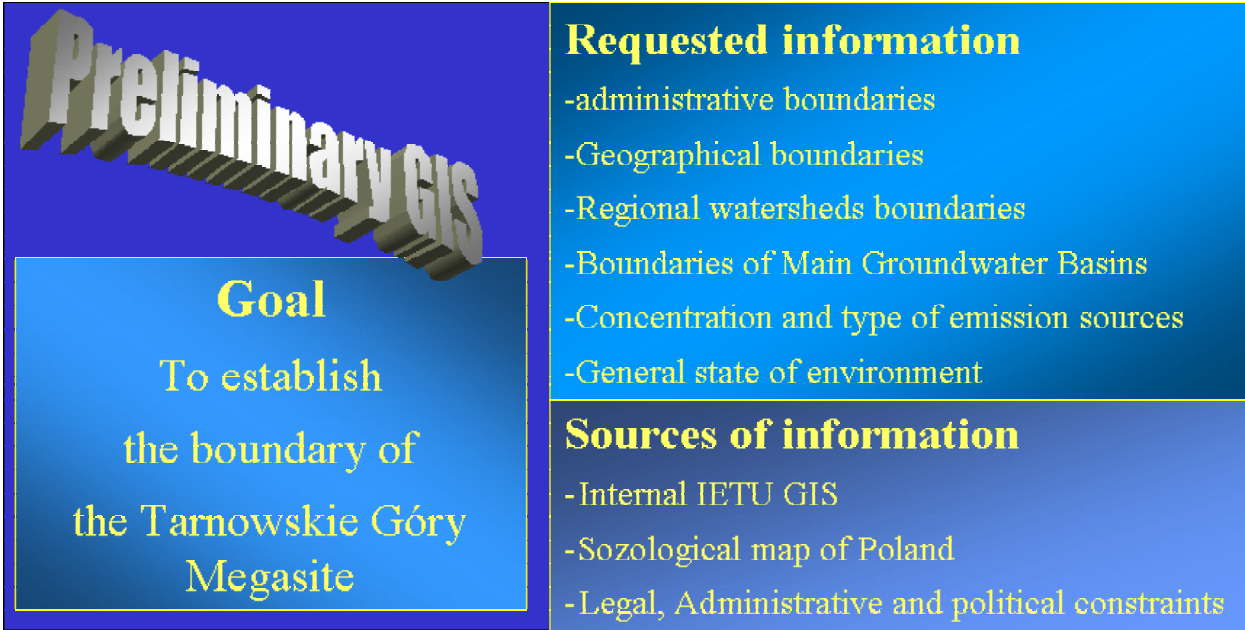 Preliminary GIS
Goal
To establish
the boundary of
the Tarnowskie Góry
Megasite
Requested information
-administrative boundaries
-Geographical boundaries
-Regional watersheds boundaries
-Boundaries of Main Groundwater Basins
-Concentration and type of emission sources
-General state of environment
Sources of information
-Internal IETU GIS
-Sozological map of Poland
-Legal, Administrative and political constraints